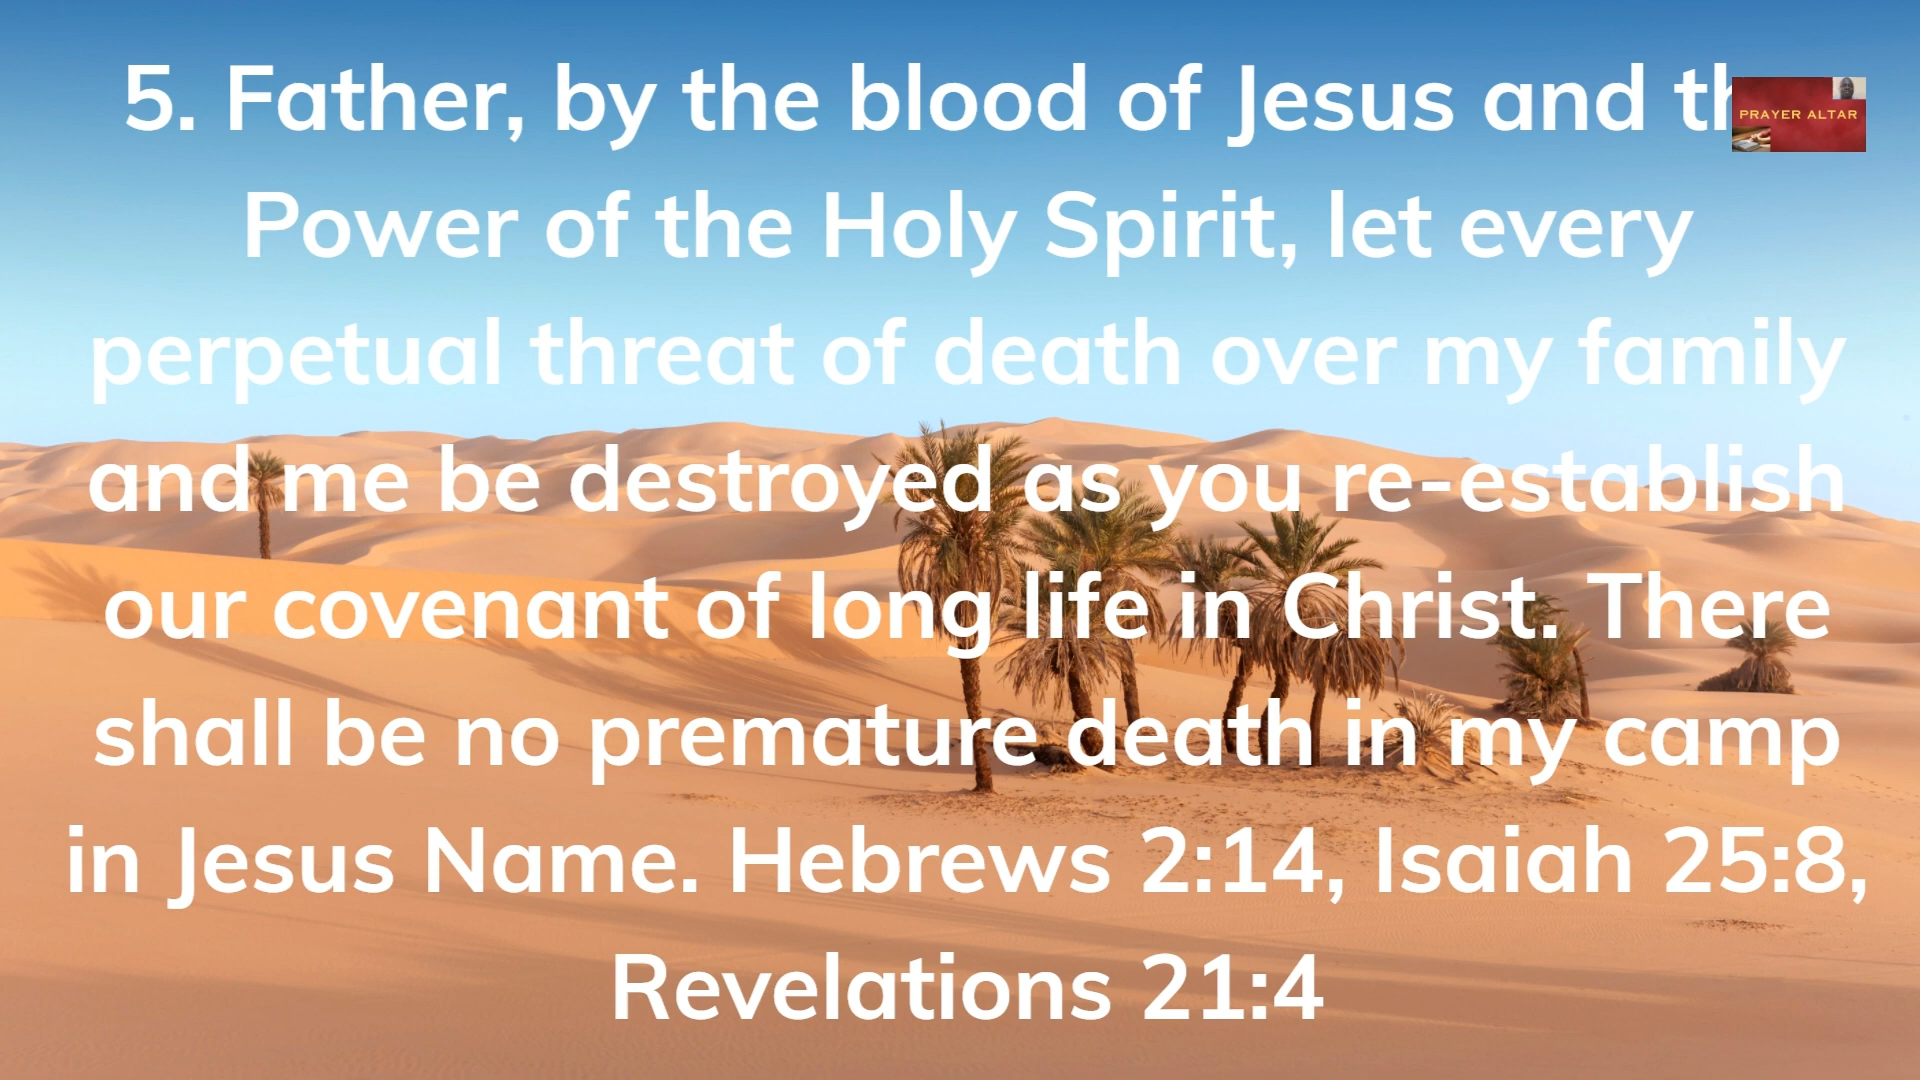 5. Father, by the blood of Jesus and th
PRAYER ALTAR
Power of the Holy Spirit, let every
perpetual threat of death over my family
and me be destroyed as you re-establish
our covenant of long life in Christ. There
shall be no premature death in my camp
in Jesus Name. Hebrews 2:14, Isaiah 25:8,
Revelations 21:4